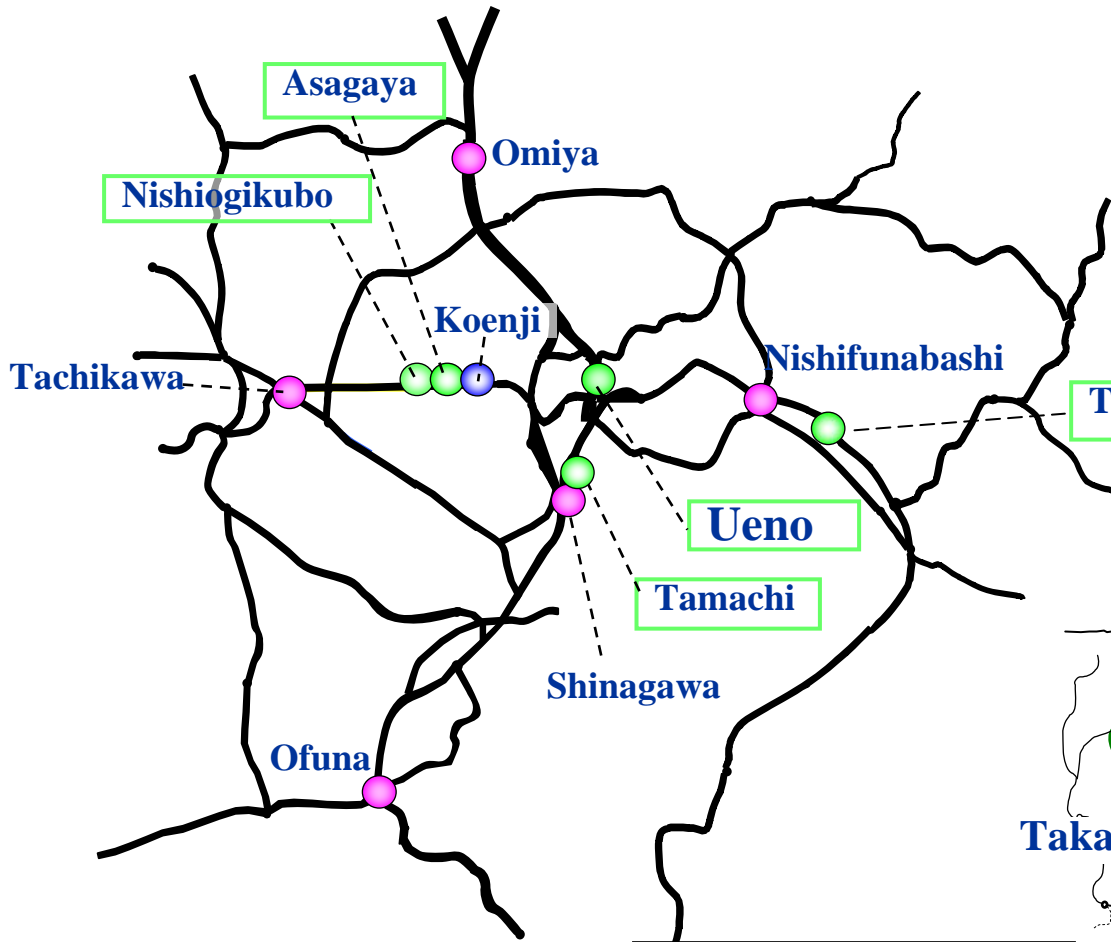 Asagaya
Omiya
Nishiogikubo
Koenji
Nishifunabashi
Tachikawa
Ueno
Tamachi
Shinagawa
Ofuna